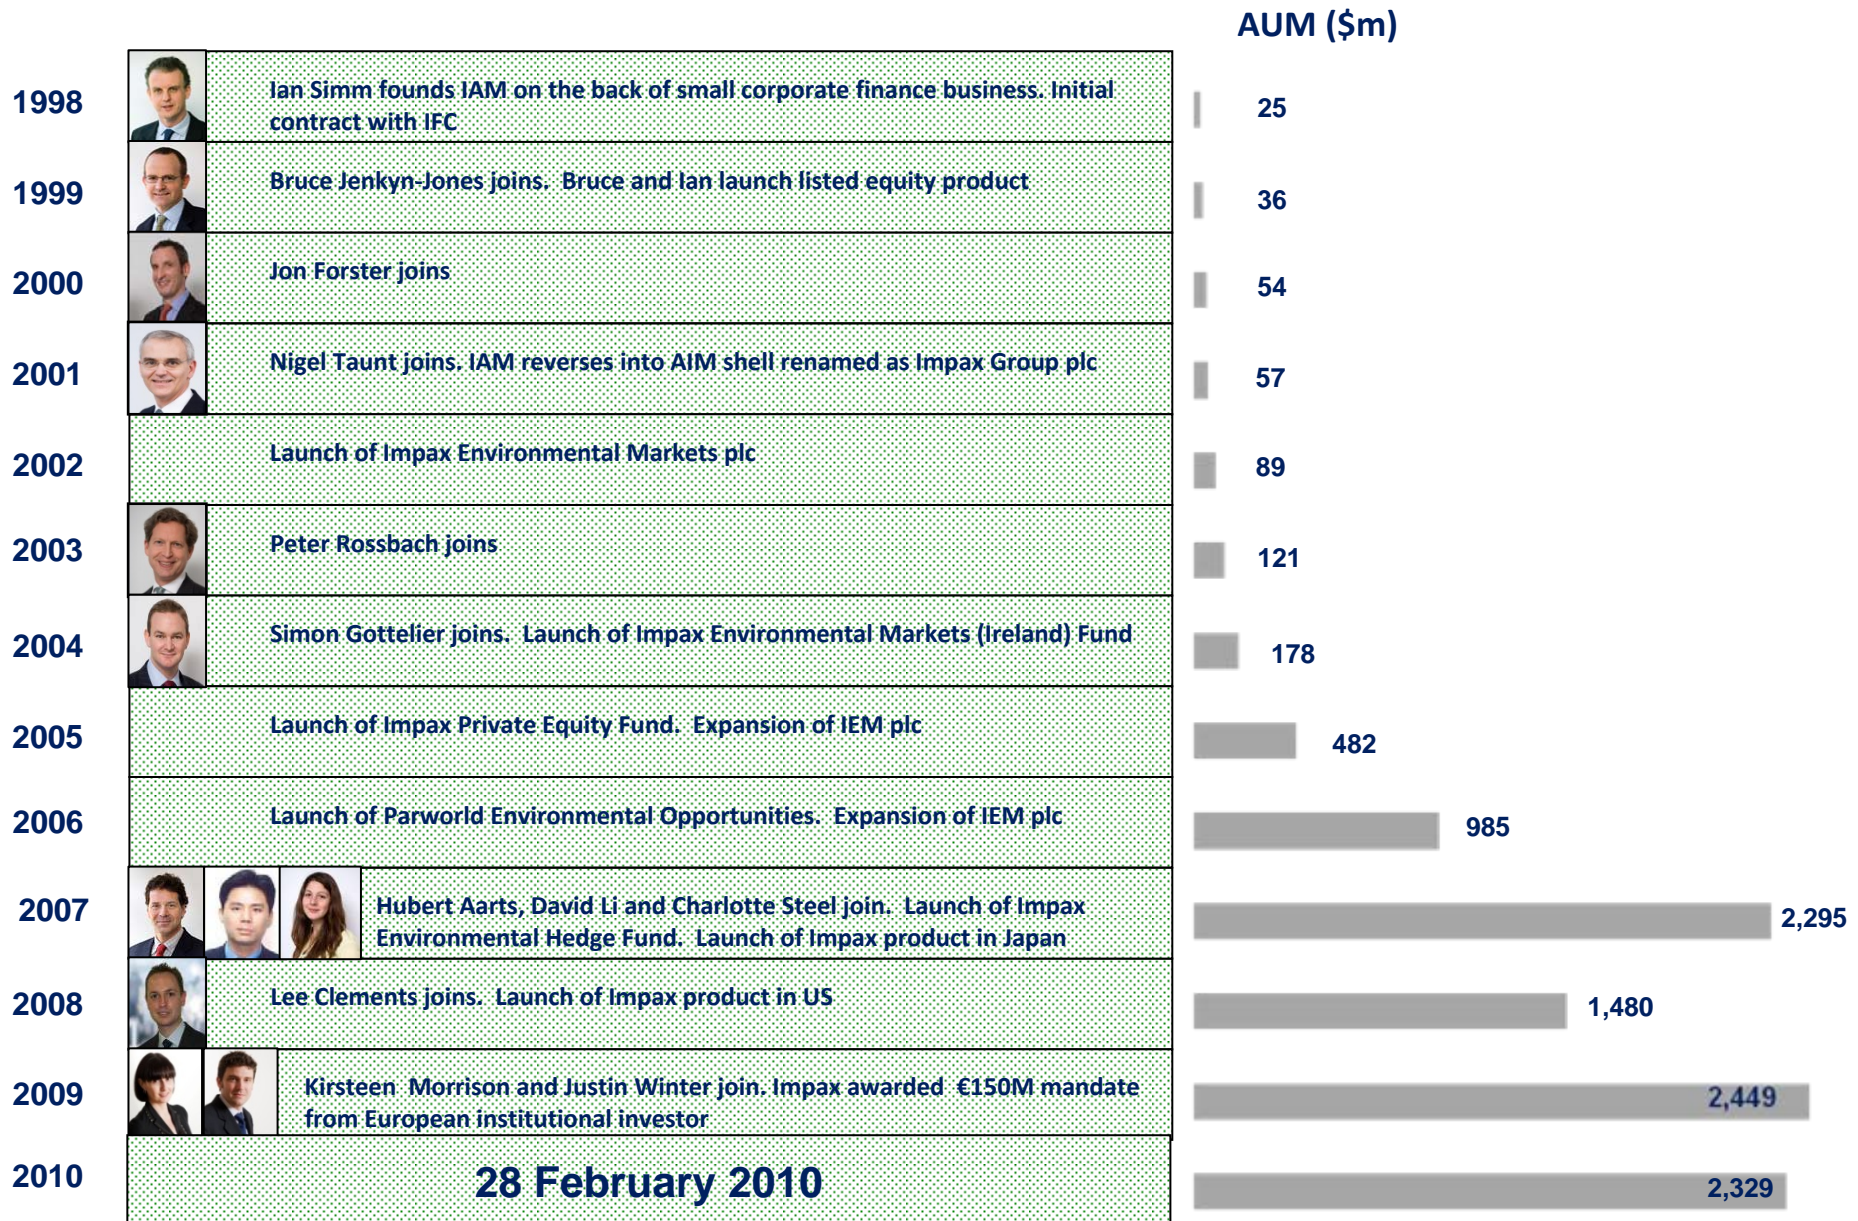 AUM ($m)
1998
Ian Simm founds IAM on the back of small corporate finance business. Initial
contract with IFC
25
1999
Bruce Jenkyn-Jones joins.  Bruce and Ian launch listed equity product
36
2000
Jon Forster joins
54
2001
Nigel Taunt joins. IAM reverses into AIM shell renamed as Impax Group plc
57
2002
Launch of Impax Environmental Markets plc
89
2003
Peter Rossbach joins
121
2004
Simon Gottelier joins.  Launch of Impax Environmental Markets (Ireland) Fund
178
2005
Launch of Impax Private Equity Fund.  Expansion of IEM plc
482
2006
Launch of Parworld Environmental Opportunities.  Expansion of IEM plc
985
2007
Hubert Aarts, David Li and Charlotte Steel join.  Launch of Impax
Environmental Hedge Fund.  Launch of Impax product in Japan
2,295
2008
Lee Clements joins.  Launch of Impax product in US
1,480
2009
Kirsteen  Morrison and Justin Winter join. Impax awarded  €150M mandate
from European institutional investor
2,449
2010
28 February 2010
2,329